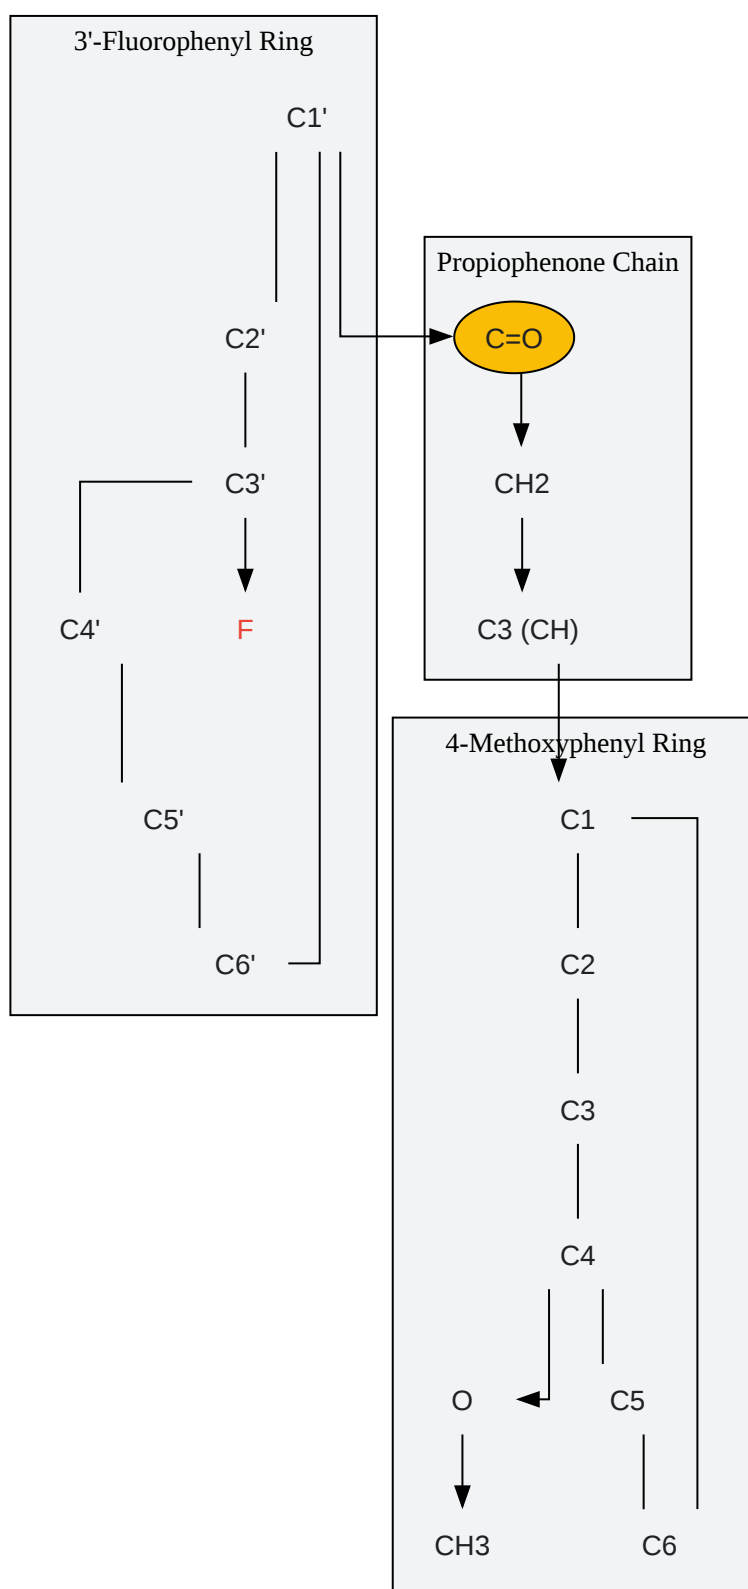 3'-Fluorophenyl Ring
C1'
Propiophenone Chain
C2'
C=O
C3'
CH2
C4'
F
C3 (CH)
4-Methoxyphenyl Ring
C5'
C1
C6'
C2
C3
C4
O
C5
CH3
C6